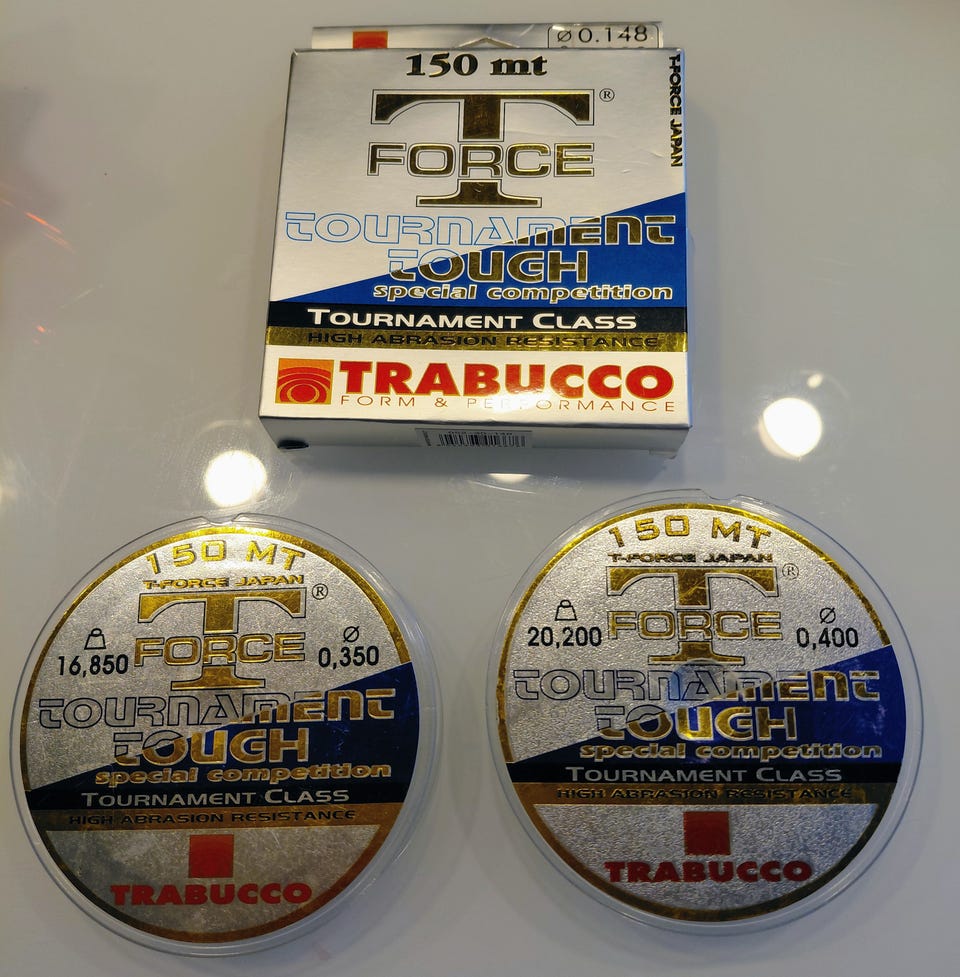 Ø 0.148
150 mt
T-FORCE JAPAN
T®
FORCE
TOURNAMENT
TOUGH
special competition
TOURNAMENT CLASS
HIGH ABRASION RESISTANCE
TRABUCCO
FORM & PERFORMANCE
150 MT
T-FORCE JAPAN
T®
FORCE
16,850
Ø
0,350
TOURNAMENT
TOUGH
special competition
TOURNAMENT CLASS
HIGH ABRASION RESISTANCE
TRABUCCO
150 MT
T-FORCE JAPAN
T®
FORCE
20,200
Ø
0,400
TOURNAMENT
TOUGH
special competition
TOURNAMENT CLASS
HIGH ABRASION RESISTANCE
TRABUCCO